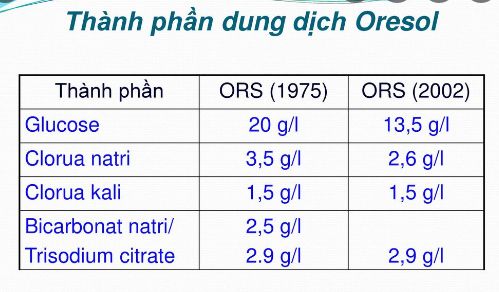 Thành phần dung dịch Oresol
Thành phần ORS (1975) ORS (2002)
Glucose 20 g/l 13,5 g/l
Clorua natri 3,5 g/l 2,6 g/l
Clorua kali 1,5 g/l 1,5 g/l
Bicarbonat natri/ 2,5 g/l
Trisodium citrate 2.9 g/l 2,9 g/l